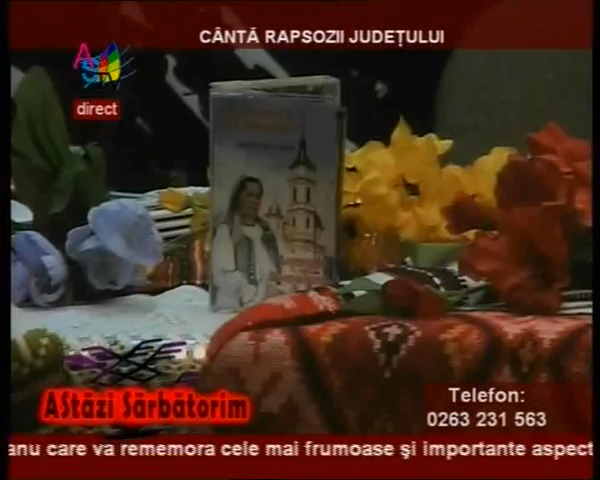 CÂNTĂ RAPSOZII JUDEȚULUI
AS
direct
AStăzi Sărbătorim
Telefon:
0263 231 563
anu care va rememora cele mai frumoase şi importante aspect